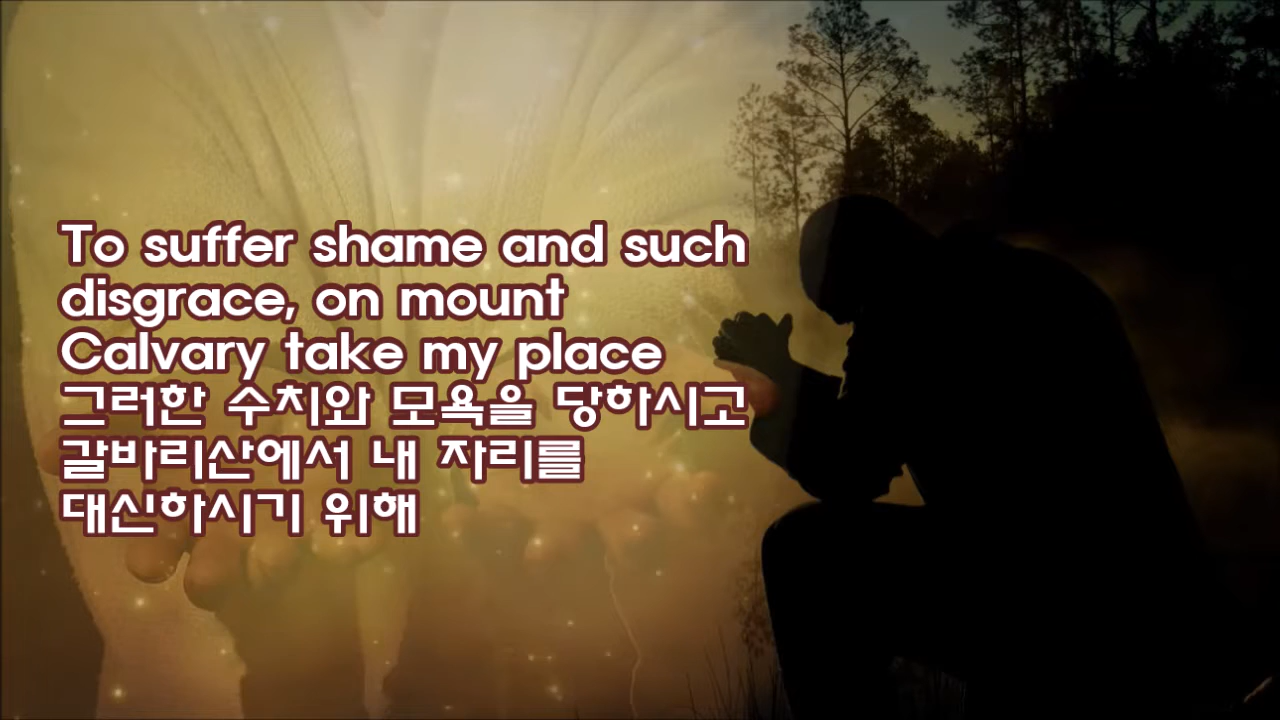 To suffer shame and such
disgrace, on mount
Calvary take my place
그러한 수치와 모욕을 당하시고
갈바리산에서 내 자리를
대신하시기 위해